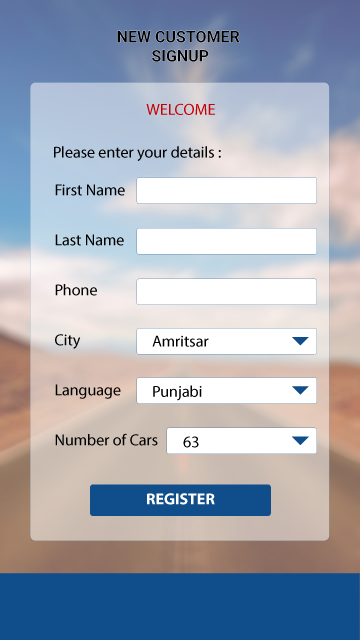 NEW CUSTOMER
SIGNUP
WELCOME
Please enter your details :
First Name
Last Name
Phone
City Amritsar
Language Punjabi
Number of Cars 63
REGISTER